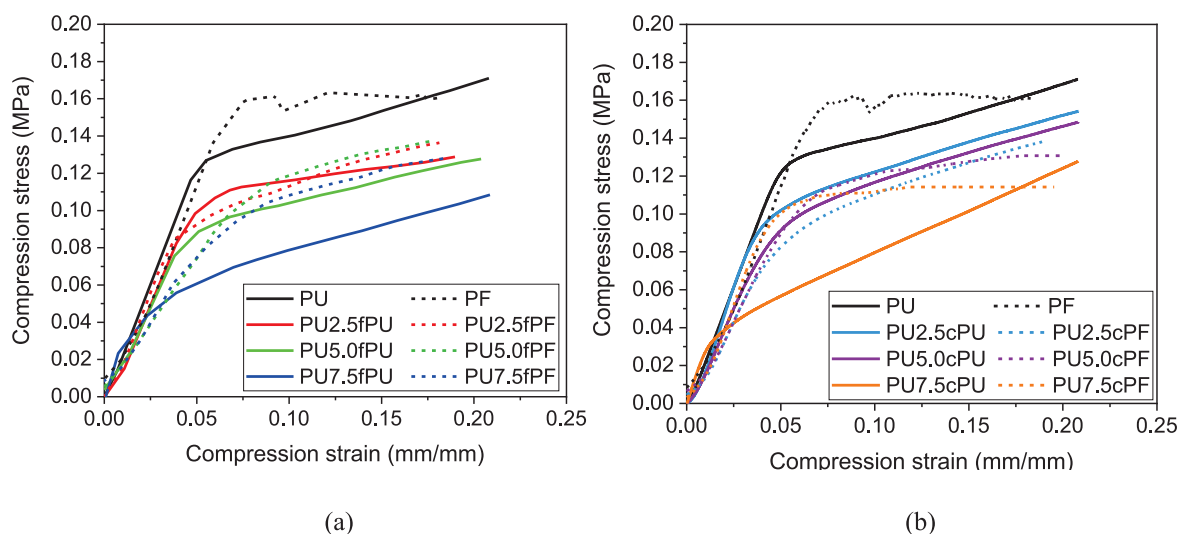 0.20
0.18
0.16
0.14
0.12
0.10
0.08
0.06
0.04
0.02
0.00
Compression stress (MPa)
PU PF
PU2.5fPU PU2.5fPF
PU5.0fPU PU5.0fPF
PU7.5fPU PU7.5fPF
0.00 0.05 0.10 0.15 0.20 0.25
Compression strain (mm/mm)
(a)
0.20
0.18
0.16
0.14
0.12
0.10
0.08
0.06
0.04
0.02
0.00
Compression stress (MPa)
PU PF
PU2.5cPU PU2.5cPF
PU5.0cPU PU5.0cPF
PU7.5cPU PU7.5cPF
0.00 0.05 0.10 0.15 0.20 0.25
Compression strain (mm/mm)
(b)